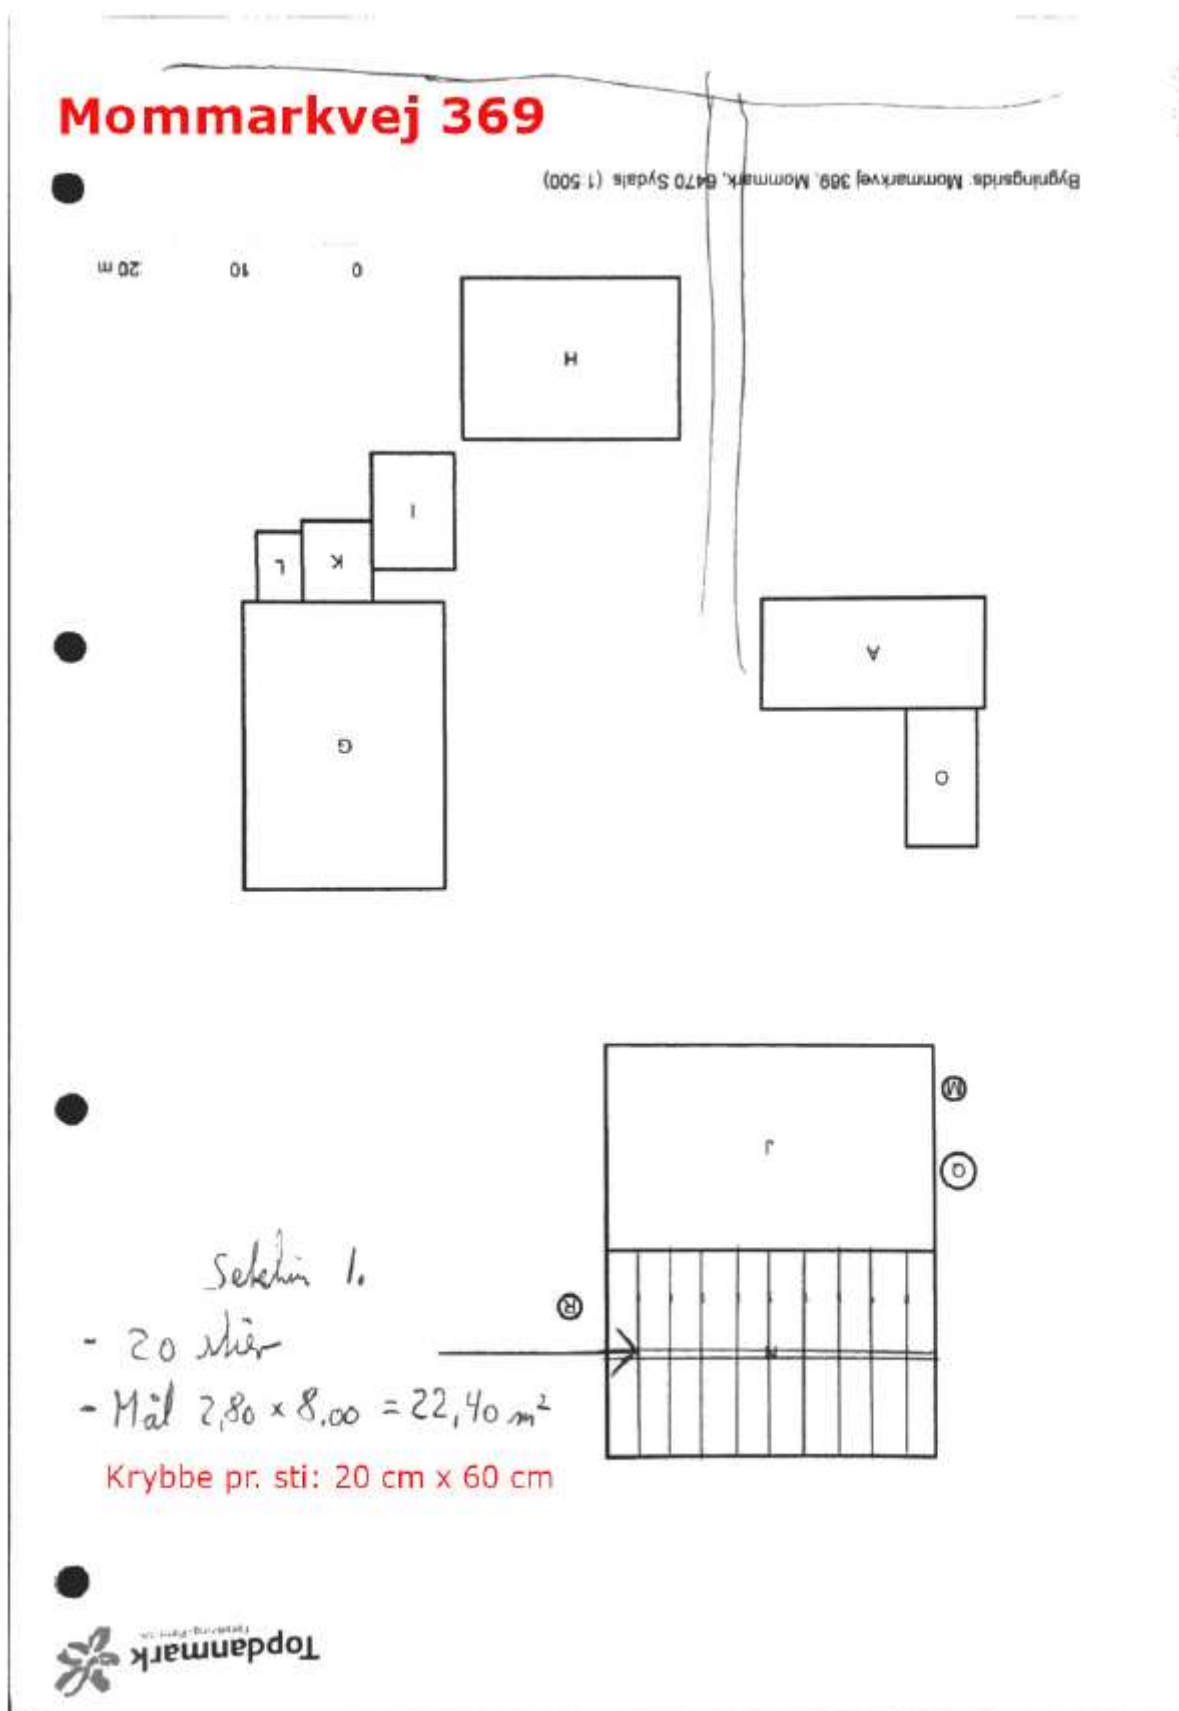 Mommarkvej 369
Bygningsrids: Mommarkvej 369, Mommark, 6470 Sydals (1:500)
20 m 10 0
H
I
K
L
A
G
O
J
M
Q
R
N
Sektion 1.
- 20 stier
- Mål 2,80 x 8,00 = 22,40 m²
Krybbe pr. sti: 20 cm x 60 cm
Topdanmark